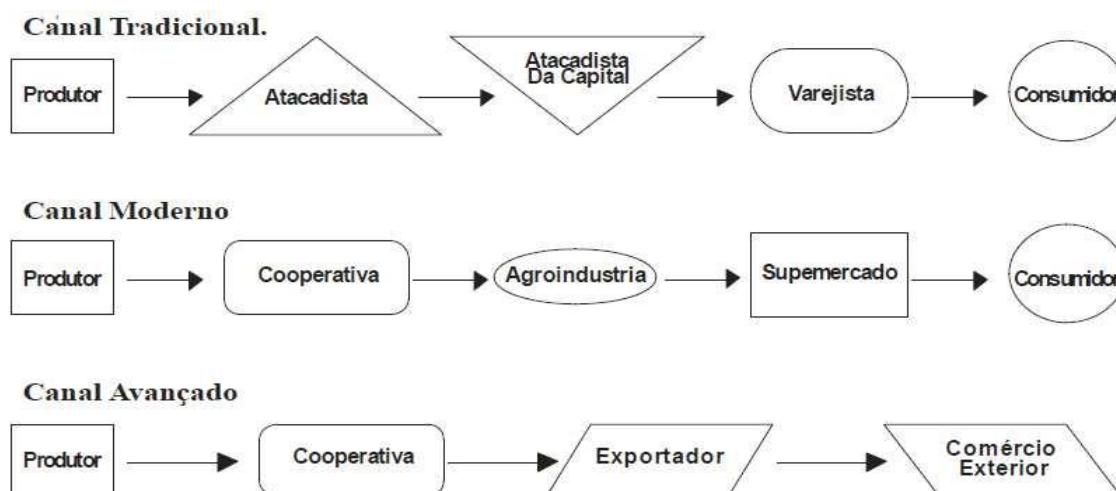 Canal Tradicional.
Produtor
Atacadista
Atacadista
Da Capital
Varejista
Consumidor
Canal Moderno
Produtor
Cooperativa
Agroindustria
Supemercado
Consumidor
Canal Avançado
Produtor
Cooperativa
Exportador
Comércio
Exterior